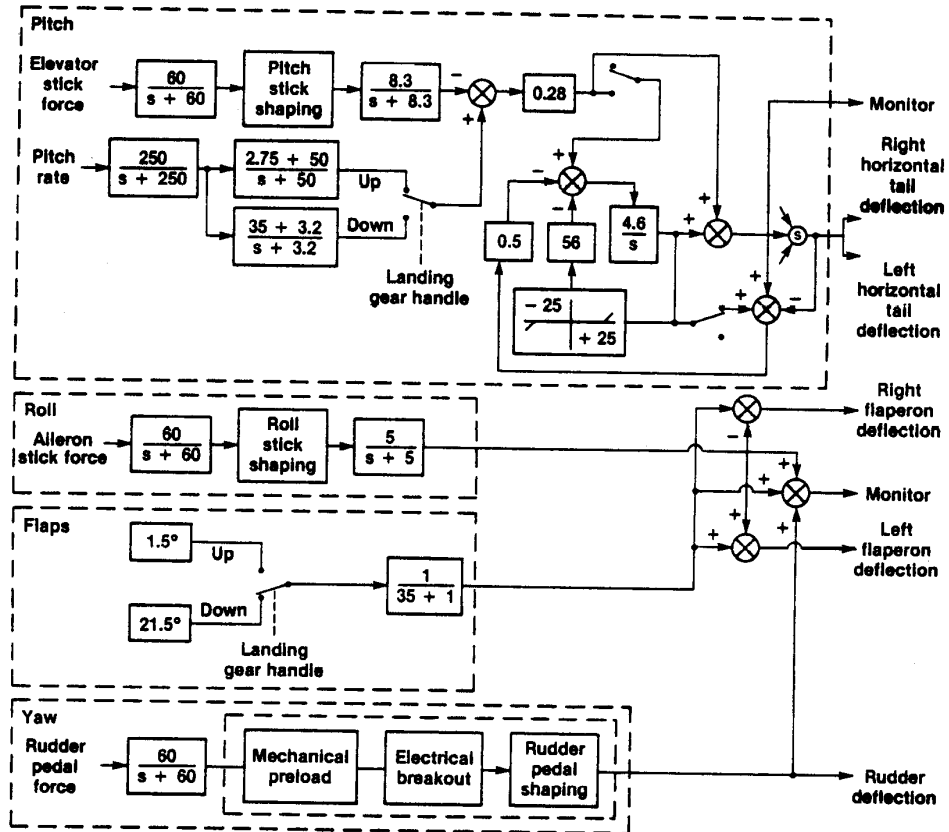 Pitch
Elevator
stick
force
60
s + 60
Pitch
stick
shaping
8.3
s + 8.3
−
+
0.28
Monitor
Pitch
rate
250
s + 250
2.75 + 50
s + 50
Up
35 + 3.2
s + 3.2
Down
Landing
gear handle
+
−
−
0.5
56
4.6
s
+
+
s
− 25
+ 25
+
+
−
Right
horizontal
tail
deflection
Left
horizontal
tail
deflection
Roll
Aileron
stick force
60
s + 60
Roll
stick
shaping
5
s + 5
Right
flaperon
deflection
−
+
+
+
Monitor
Flaps
1.5°
Up
21.5°
Down
Landing
gear handle
1
35 + 1
+
+
Left
flaperon
deflection
Yaw
Rudder
pedal
force
60
s + 60
Mechanical
preload
Electrical
breakout
Rudder
pedal
shaping
Rudder
deflection